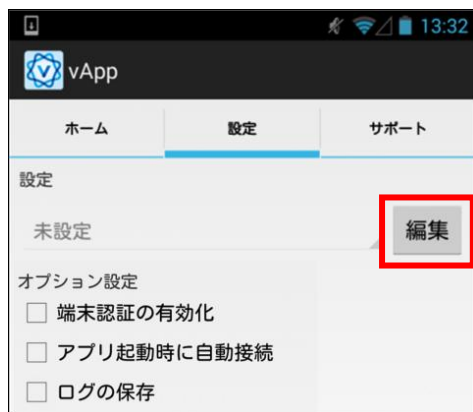 13:32
vApp
ホーム 設定 サポート
設定
未設定 編集
オプション設定
端末認証の有効化
アプリ起動時に自動接続
ログの保存